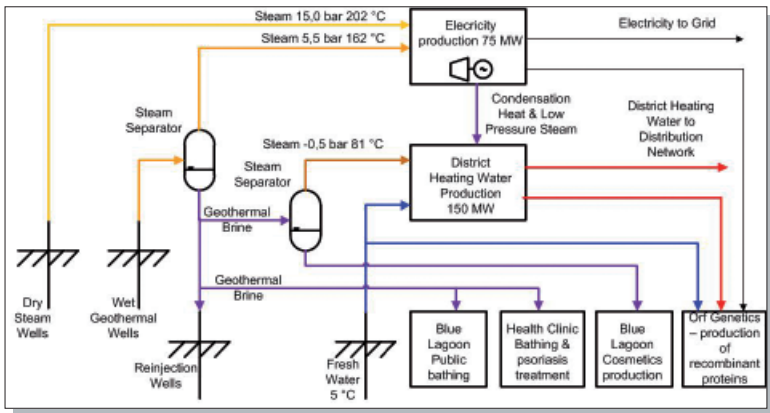 Steam 15,0 bar 202 °C
Steam 5,5 bar 162 °C
Elecricity
production 75 MW
Electricity to Grid
Steam
Separator
Condensation
Heat & Low
Pressure Steam
District Heating
Water to
Distribution
Network
Steam -0,5 bar 81 °C
Steam
Separator
District
Heating Water
Production
150 MW
Geothermal
Brine
Geothermal
Brine
Dry
Steam
Wells
Wet
Geothermal
Wells
Reinjection
Wells
Fresh
Water
5 °C
Blue
Lagoon
Public
bathing
Health Clinic
Bathing &
psoriasis
treatment
Blue
Lagoon
Cosmetics
production
Orf Genetics
– production
of
recombinant
proteins